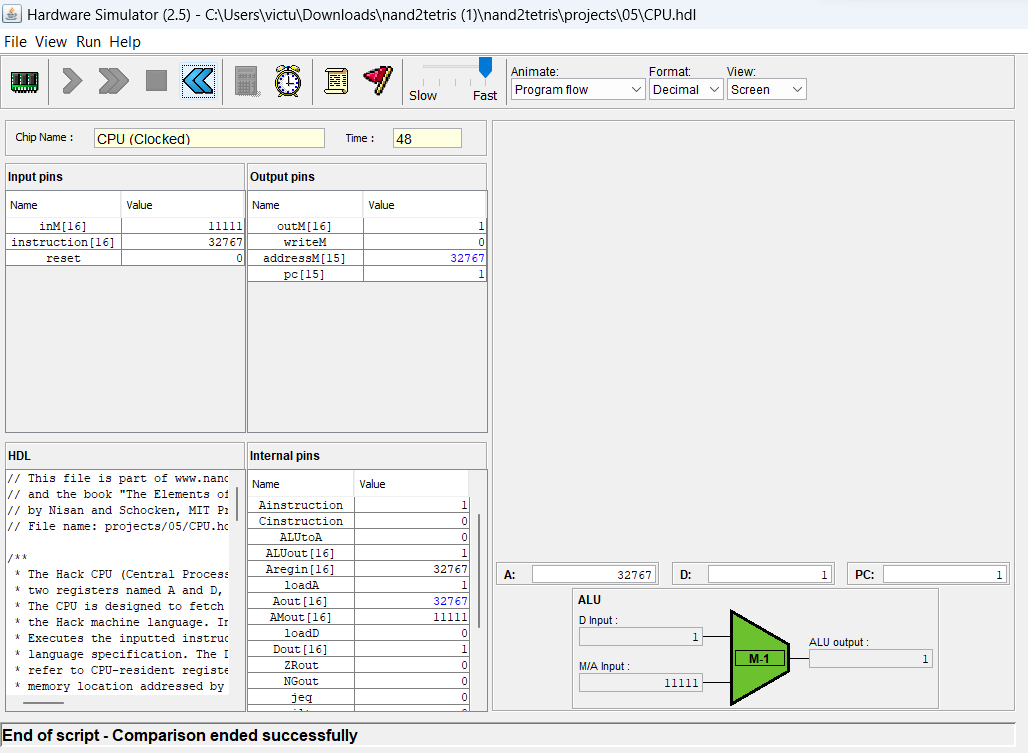 Hardware Simulator (2.5) - C:\Users\victu\Downloads\nand2tetris (1)\nand2tetris\projects\05\CPU.hdl
File View Run Help
Slow Fast
Animate: Format: View:
Program flow Decimal Screen
Chip Name : CPU (Clocked) Time : 48
Input pins
Name Value
inM[16] 11111
instruction[16] 32767
reset 0
Output pins
Name Value
outM[16] 1
writeM 0
addressM[15] 32767
pc[15] 1
HDL
// This file is part of www.nand
// and the book "The Elements of
// by Nisan and Schocken, MIT Pr
// File name: projects/05/CPU.hd
/**
* The Hack CPU (Central Process
* two registers named A and D,
* The CPU is designed to fetch
* the Hack machine language. In
* Executes the inputted instruc
* language specification. The D
* refer to CPU-resident registe
* memory location addressed by
Internal pins
Name Value
Ainstruction 1
Cinstruction 0
ALUtoA 0
ALUout[16] 1
Aregin[16] 32767
loadA 1
Aout[16] 32767
AMout[16] 11111
loadD 0
Dout[16] 1
ZRout 0
NGout 0
jeq 0
A: 32767 D: 1 PC: 1
ALU
D Input :
1
M/A Input :
11111
M-1
ALU output :
1
End of script - Comparison ended successfully